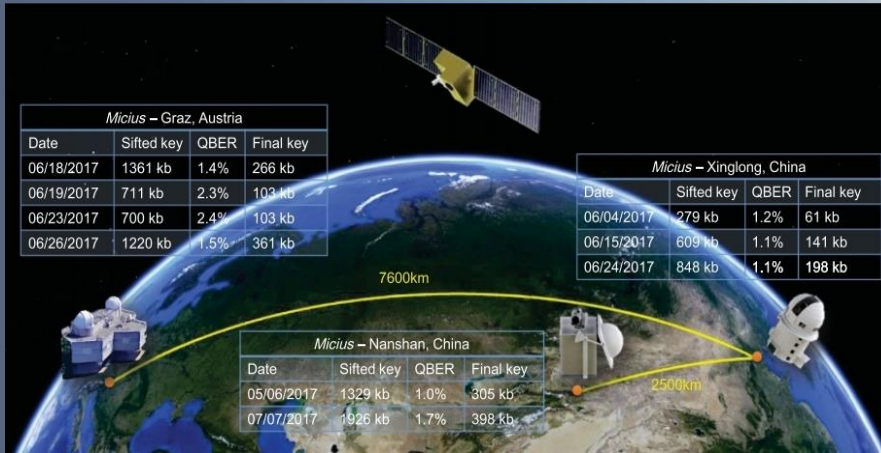 Micius – Graz, Austria
Date Sifted key QBER Final key
06/18/2017 1361 kb 1.4% 266 kb
06/19/2017 711 kb 2.3% 103 kb
06/23/2017 700 kb 2.4% 103 kb
06/26/2017 1220 kb 1.5% 361 kb
Micius – Xinglong, China
Date Sifted key QBER Final key
06/04/2017 279 kb 1.2% 61 kb
06/15/2017 609 kb 1.1% 141 kb
06/24/2017 848 kb 1.1% 198 kb
7600km
Micius – Nanshan, China
Date Sifted key QBER Final key
05/06/2017 1329 kb 1.0% 305 kb
07/07/2017 1926 kb 1.7% 398 kb
2500km